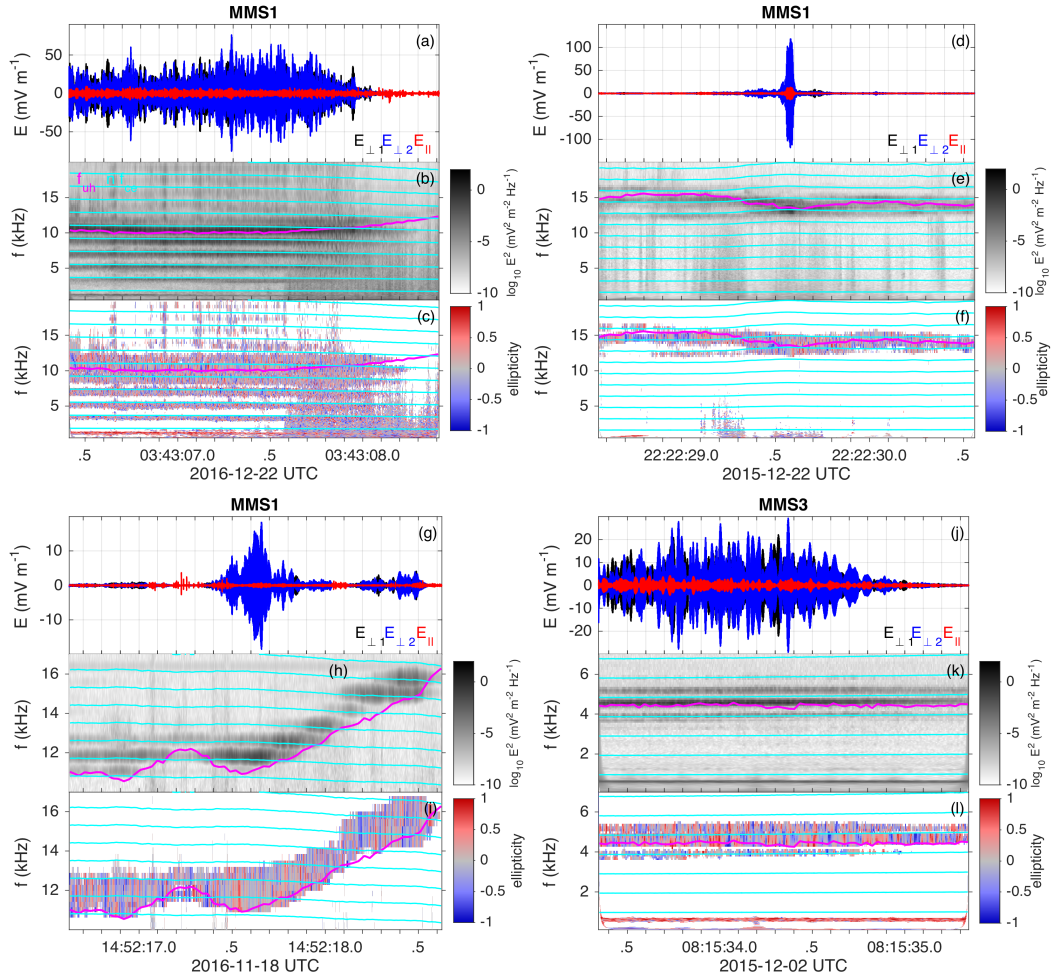 MMS1
(a)
E (mV m⁻¹)
50
0
-50
E⊥1 E⊥2 E||
(b)
f_uh
f (kHz)
15
10
5
log₁₀ E² (mV² m⁻² Hz⁻¹)
0
-5
-10
(c)
f (kHz)
15
10
5
ellipticity
1
0.5
0
-0.5
-1
.5 03:43:07.0 .5 03:43:08.0 .5
2016-12-22 UTC
MMS1
(d)
E (mV m⁻¹)
100
50
0
-50
-100
E⊥1 E⊥2 E||
(e)
f (kHz)
15
10
5
log₁₀ E² (mV² m⁻² Hz⁻¹)
0
-5
-10
(f)
f (kHz)
15
10
5
ellipticity
1
0.5
0
-0.5
-1
22:22:29.0 .5 22:22:30.0 .5
2015-12-22 UTC
MMS1
(g)
E (mV m⁻¹)
10
0
-10
E⊥1 E⊥2 E||
(h)
f (kHz)
16
14
12
log₁₀ E² (mV² m⁻² Hz⁻¹)
0
-5
-10
(i)
f (kHz)
16
14
12
ellipticity
1
0.5
0
-0.5
-1
14:52:17.0 .5 14:52:18.0 .5
2016-11-18 UTC
MMS3
(j)
E (mV m⁻¹)
20
10
0
-10
-20
E⊥1 E⊥2 E||
(k)
f (kHz)
6
4
2
log₁₀ E² (mV² m⁻² Hz⁻¹)
0
-5
-10
(l)
f (kHz)
6
4
2
ellipticity
1
0.5
0
-0.5
-1
.5 08:15:34.0 .5 08:15:35.0
2015-12-02 UTC